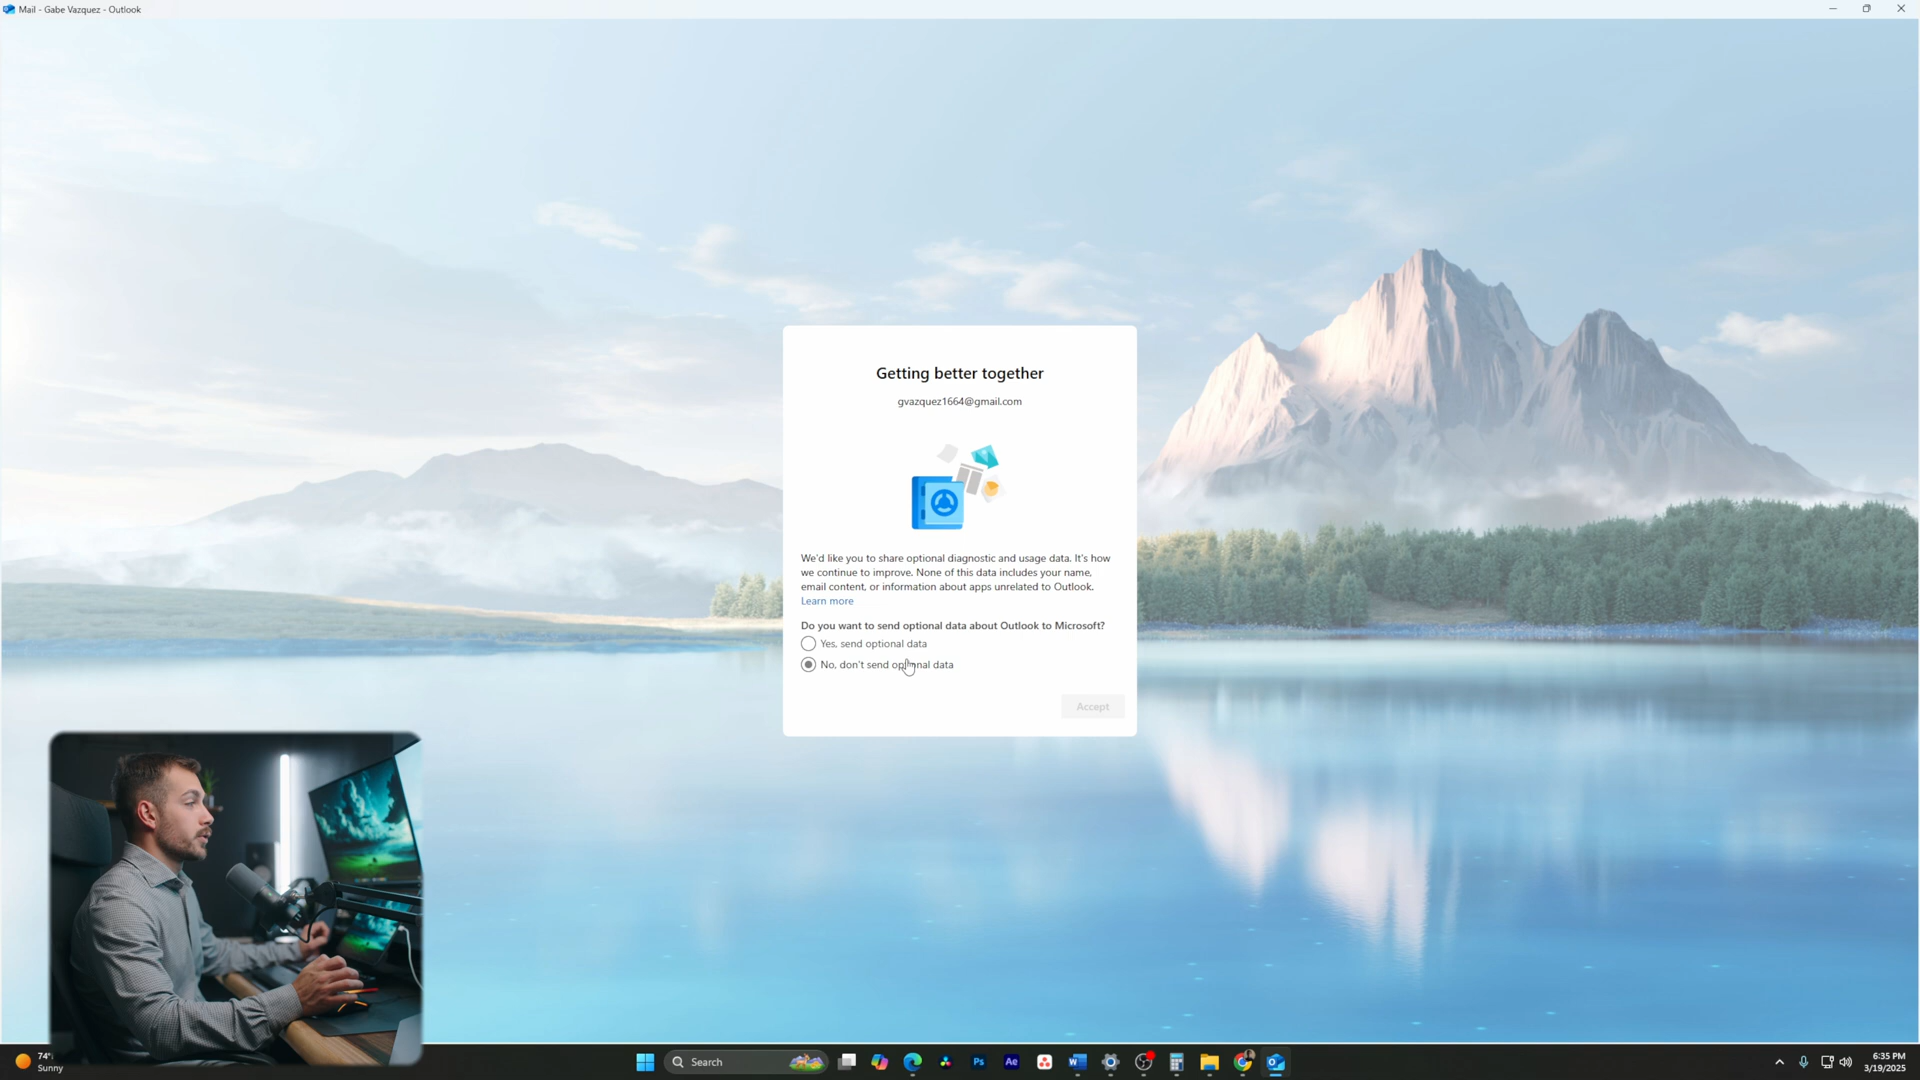 Mail - Gabe Vazquez - Outlook
Getting better together
gvazquez1664@gmail.com
We'd like you to share optional diagnostic and usage data. It's how
we continue to improve. None of this data includes your name,
email content, or information about apps unrelated to Outlook.
Learn more
Do you want to send optional data about Outlook to Microsoft?
Yes, send optional data
No, don't send optional data
Accept
74°
Sunny
Search
Ps
Ae
6:35 PM
3/19/2025